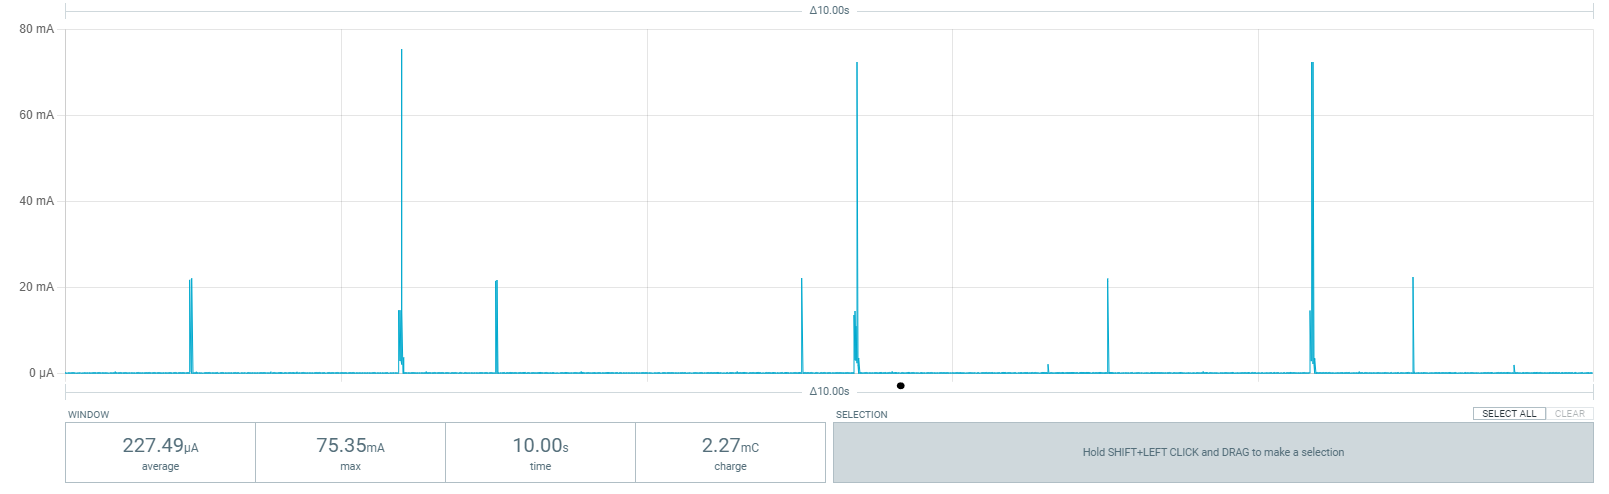 Δ10.00s
80 mA
60 mA
40 mA
20 mA
0 µA
Δ10.00s
WINDOW
227.49µA
average
75.35mA
max
10.00s
time
2.27mC
charge
SELECTION
SELECT ALL
CLEAR
Hold SHIFT+LEFT CLICK and DRAG to make a selection